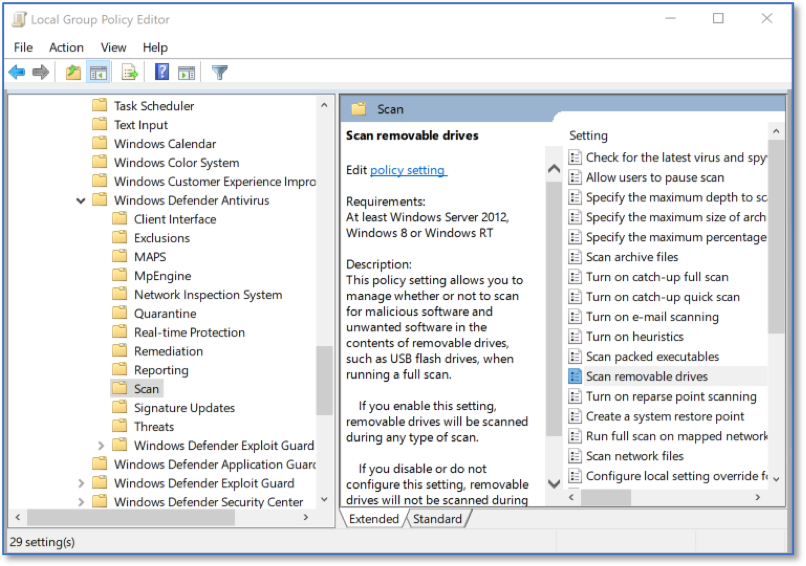 Local Group Policy Editor
File Action View Help
Task Scheduler
Text Input
Windows Calendar
Windows Color System
Windows Customer Experience Impro
Windows Defender Antivirus
Client Interface
Exclusions
MAPS
MpEngine
Network Inspection System
Quarantine
Real-time Protection
Remediation
Reporting
Scan
Signature Updates
Threats
Windows Defender Exploit Guard
Windows Defender Application Guar
Windows Defender Exploit Guard
Windows Defender Security Center
Scan
Scan removable drives
Edit policy setting
Requirements:
At least Windows Server 2012,
Windows 8 or Windows RT
Description:
This policy setting allows you to
manage whether or not to scan
for malicious software and
unwanted software in the
contents of removable drives,
such as USB flash drives, when
running a full scan.
If you enable this setting,
removable drives will be scanned
during any type of scan.
If you disable or do not
configure this setting, removable
drives will not be scanned during
Setting
Check for the latest virus and spy
Allow users to pause scan
Specify the maximum depth to sc
Specify the maximum size of arch
Specify the maximum percentage
Scan archive files
Turn on catch-up full scan
Turn on catch-up quick scan
Turn on e-mail scanning
Turn on heuristics
Scan packed executables
Scan removable drives
Turn on reparse point scanning
Create a system restore point
Run full scan on mapped network
Scan network files
Configure local setting override fo
Extended Standard
29 setting(s)